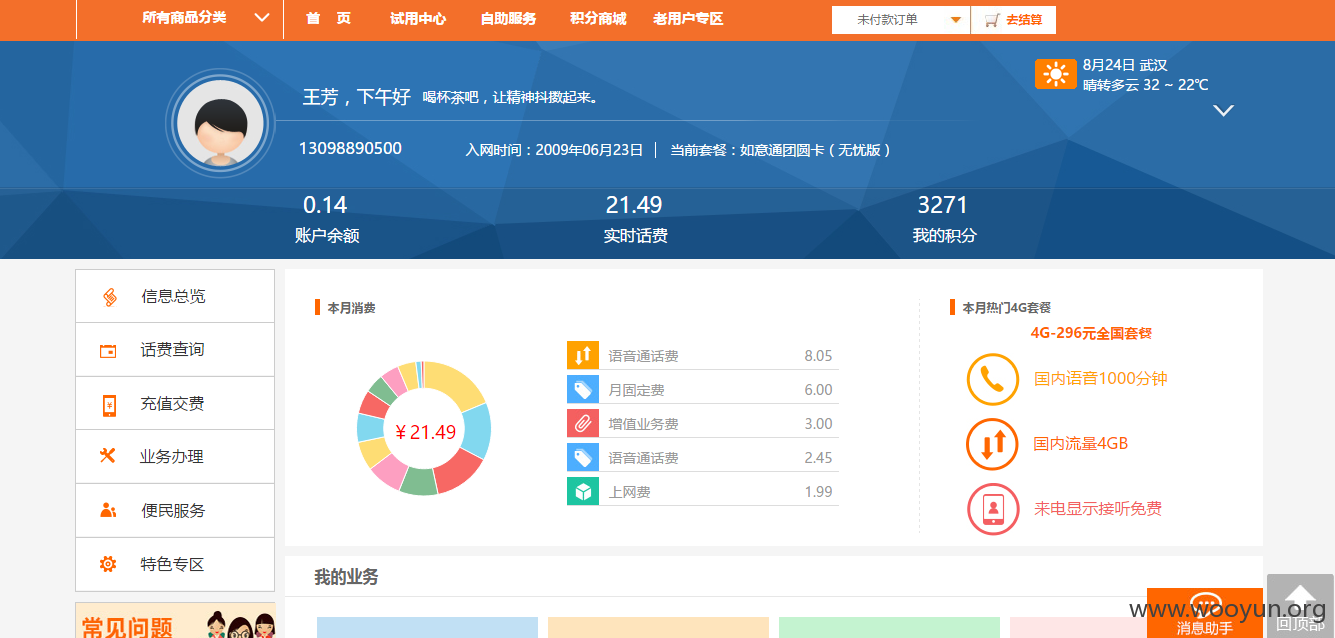 所有商品分类 首 页 试用中心 自助服务 积分商城 老用户专区 未付款订单 去结算
8月24日 武汉
晴转多云 32 ~ 22℃
王芳，下午好 喝杯茶吧，让精神抖擞起来。
13098890500 入网时间：2009年06月23日 当前套餐：如意通团圆卡（无忧版）
0.14 21.49 3271
账户余额 实时话费 我的积分
信息总览
话费查询
充值交费
业务办理
便民服务
特色专区
常见问题
本月消费
¥ 21.49
语音通话费 8.05
月固定费 6.00
增值业务费 3.00
语音通话费 2.45
上网费 1.99
本月热门4G套餐
4G-296元全国套餐
国内语音1000分钟
国内流量4GB
来电显示接听免费
我的业务
www.wooyun.org
消息助手
回顶部